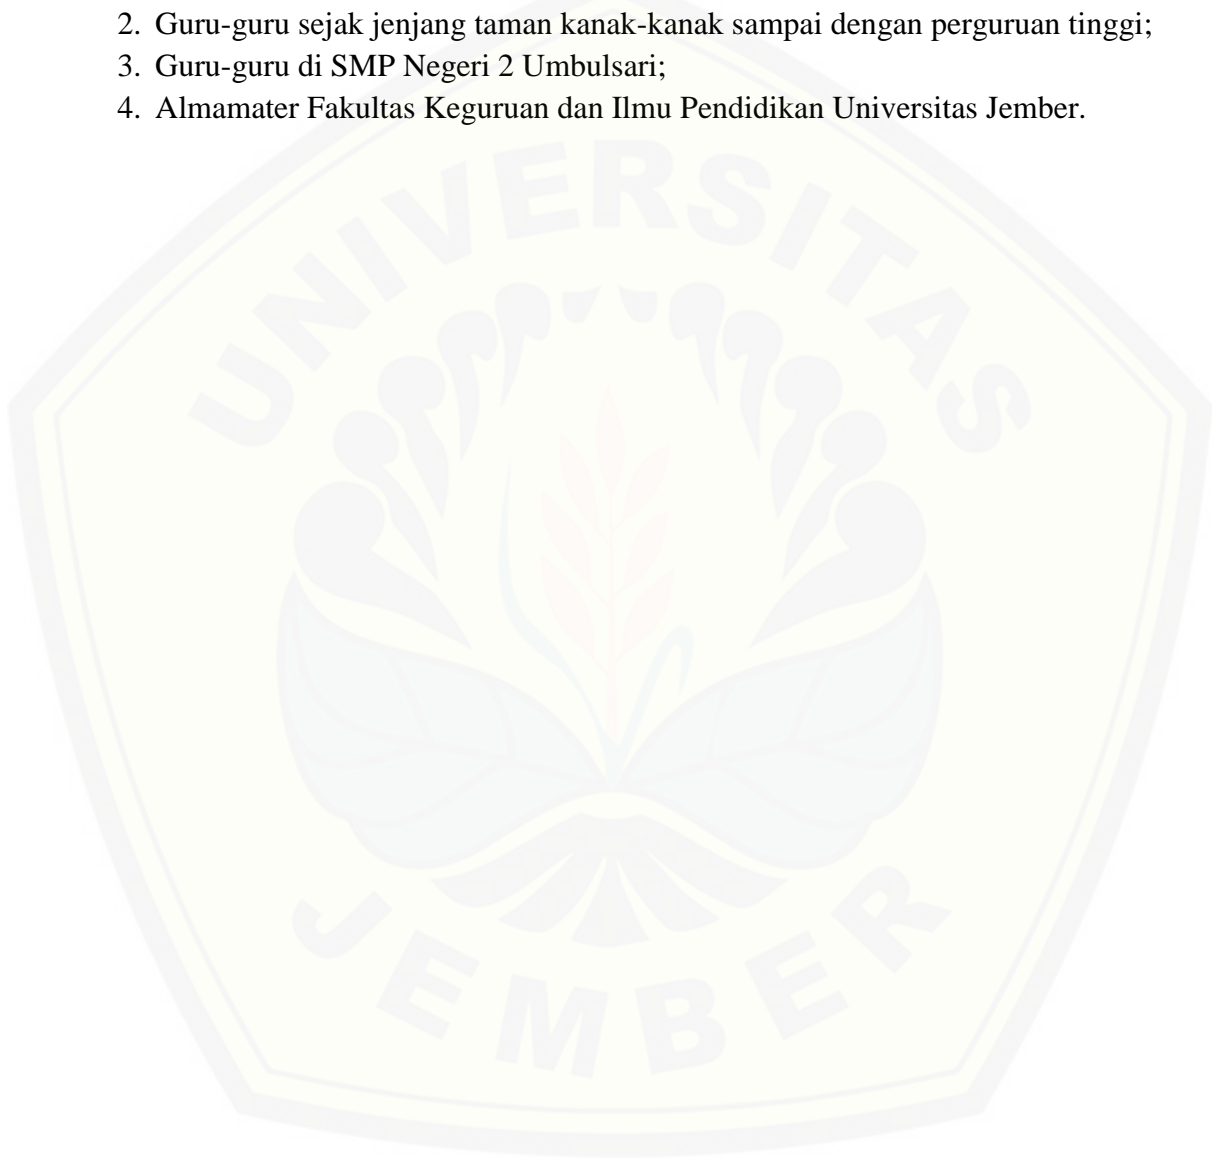 2. Guru-guru sejak jenjang taman kanak-kanak sampai dengan perguruan tinggi;
3. Guru-guru di SMP Negeri 2 Umbulsari;
4. Almamater Fakultas Keguruan dan Ilmu Pendidikan Universitas Jember.
UNIVERSITAS
JEMBER